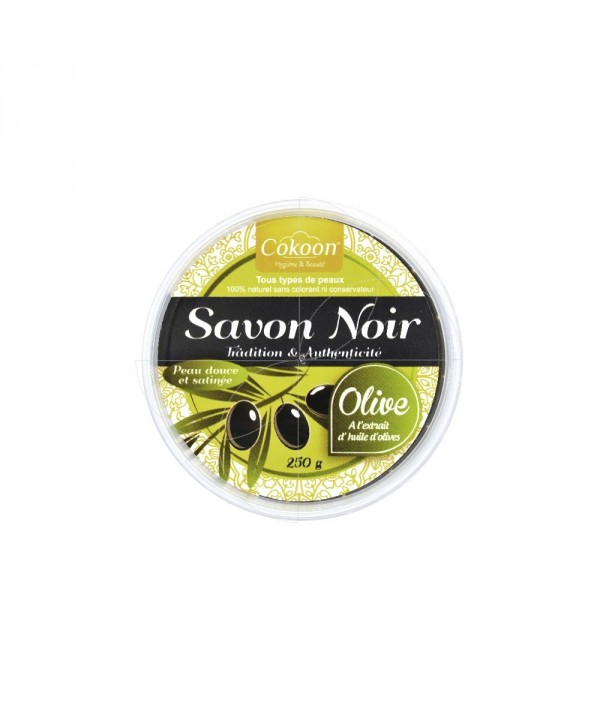 Cokoon®
Hygiène & Beauté
Tous types de peaux
100% naturel sans colorant ni conservateur
Savon Noir
Tradition & Authenticité
Peau douce
et satinée
Olive
A l'extrait
d'huile d'olives
250 g